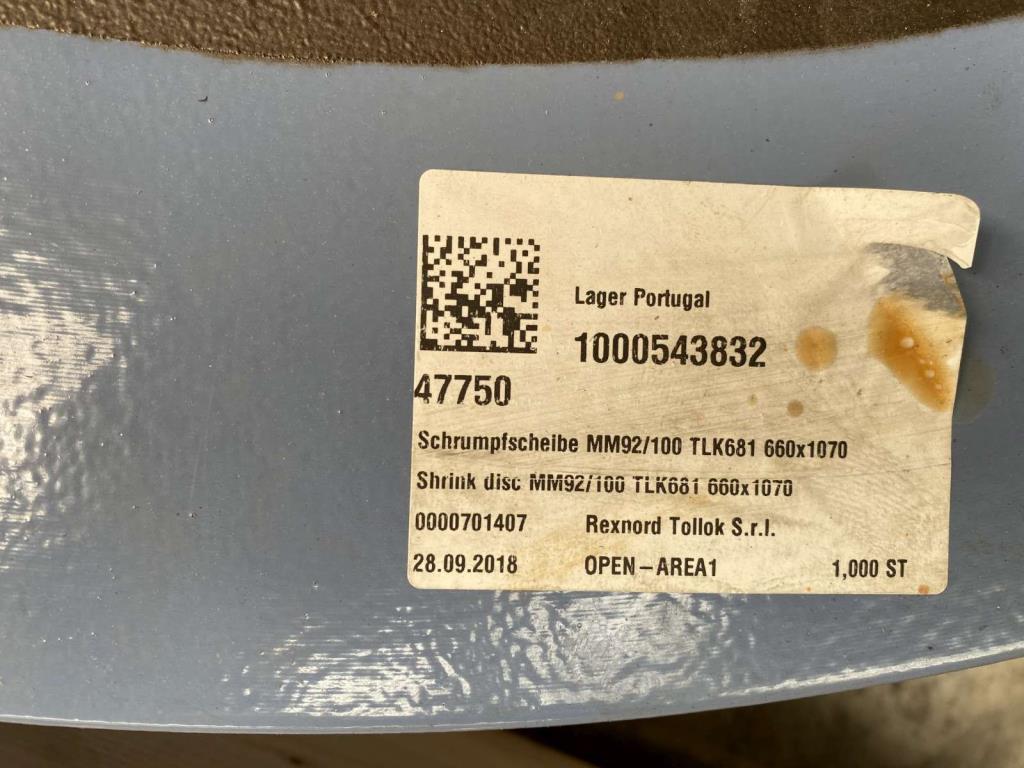 Lager Portugal
1000543832
47750
Schrumpfscheibe MM92/100 TLK681 660x1070
Shrink disc MM92/100 TLK681 660x1070
0000701407 Rexnord Tollok S.r.l.
28.09.2018 OPEN-AREA1 1,000 ST